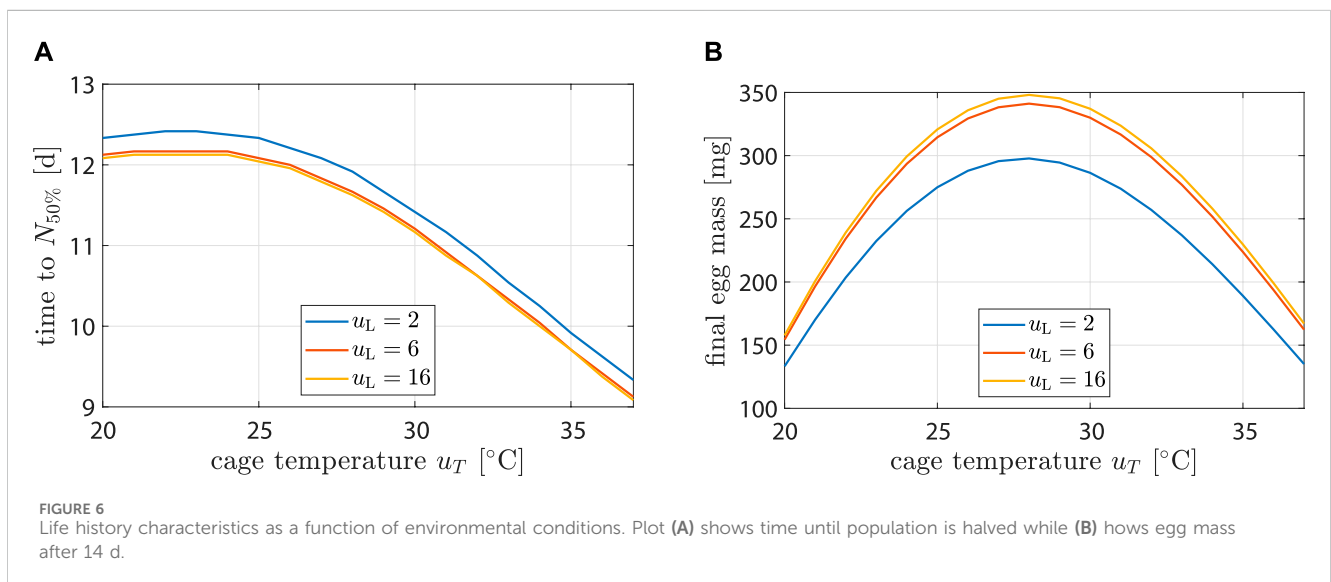 A
B
13
12
11
10
9
20
25
30
35
time to N50% [d]
cage temperature uT [°C]
uL = 2
uL = 6
uL = 16
350
300
250
200
150
100
20
25
30
35
final egg mass [mg]
cage temperature uT [°C]
uL = 2
uL = 6
uL = 16
FIGURE 6
Life history characteristics as a function of environmental conditions. Plot (A) shows time until population is halved while (B) hows egg mass
after 14 d.